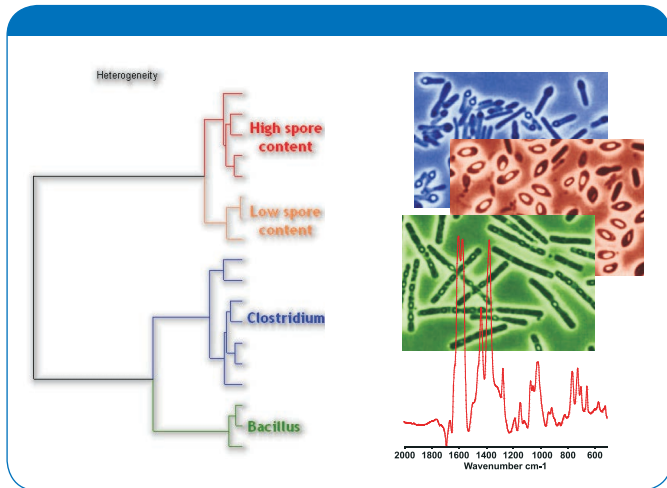 Heterogeneity
High spore
content
Low spore
content
Clostridium
Bacillus
2000 1800 1600 1400 1200 1000 800 600
Wavenumber cm-1